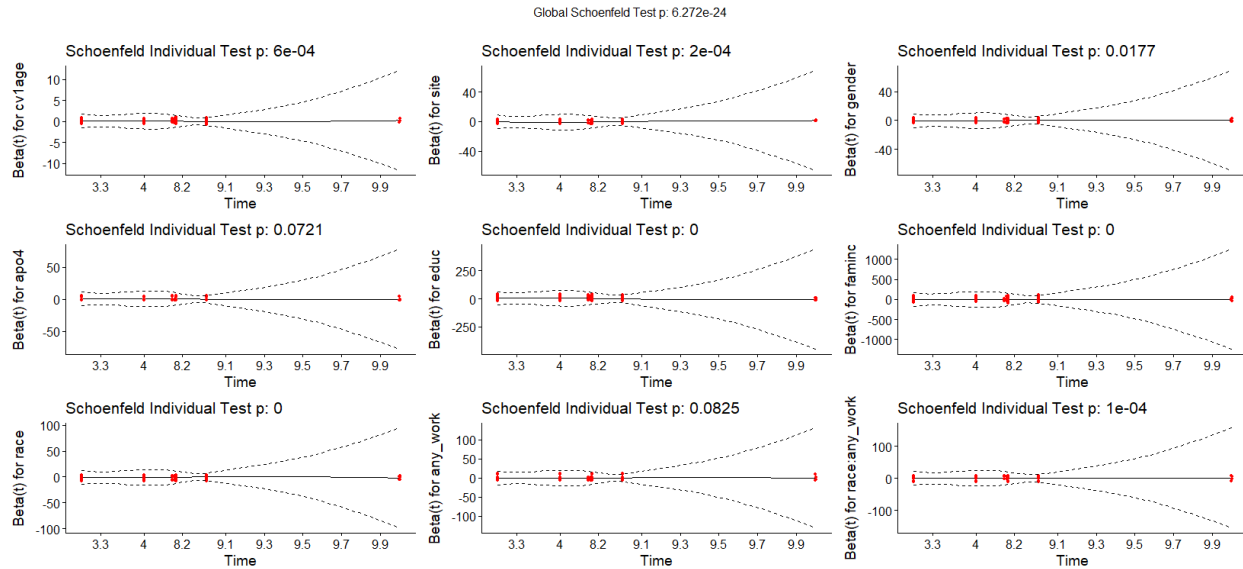 Global Schoenfeld Test p: 6.272e-24
Schoenfeld Individual Test p: 6e-04
Beta(t) for cv1age
10
5
0
-5
-10
3.3 4 8.2 9.1 9.3 9.5 9.7 9.9
Time
Schoenfeld Individual Test p: 2e-04
Beta(t) for site
40
0
-40
3.3 4 8.2 9.1 9.3 9.5 9.7 9.9
Time
Schoenfeld Individual Test p: 0.0177
Beta(t) for gender
40
0
-40
3.3 4 8.2 9.1 9.3 9.5 9.7 9.9
Time
Schoenfeld Individual Test p: 0.0721
Beta(t) for apo4
50
0
-50
3.3 4 8.2 9.1 9.3 9.5 9.7 9.9
Time
Schoenfeld Individual Test p: 0
Beta(t) for educ
250
0
-250
3.3 4 8.2 9.1 9.3 9.5 9.7 9.9
Time
Schoenfeld Individual Test p: 0
Beta(t) for faminc
1000
500
0
-500
-1000
3.3 4 8.2 9.1 9.3 9.5 9.7 9.9
Time
Schoenfeld Individual Test p: 0
Beta(t) for race
100
50
0
-50
-100
3.3 4 8.2 9.1 9.3 9.5 9.7 9.9
Time
Schoenfeld Individual Test p: 0.0825
Beta(t) for any_work
100
50
0
-50
-100
3.3 4 8.2 9.1 9.3 9.5 9.7 9.9
Time
Schoenfeld Individual Test p: 1e-04
Beta(t) for race:any_work
100
0
-100
3.3 4 8.2 9.1 9.3 9.5 9.7 9.9
Time